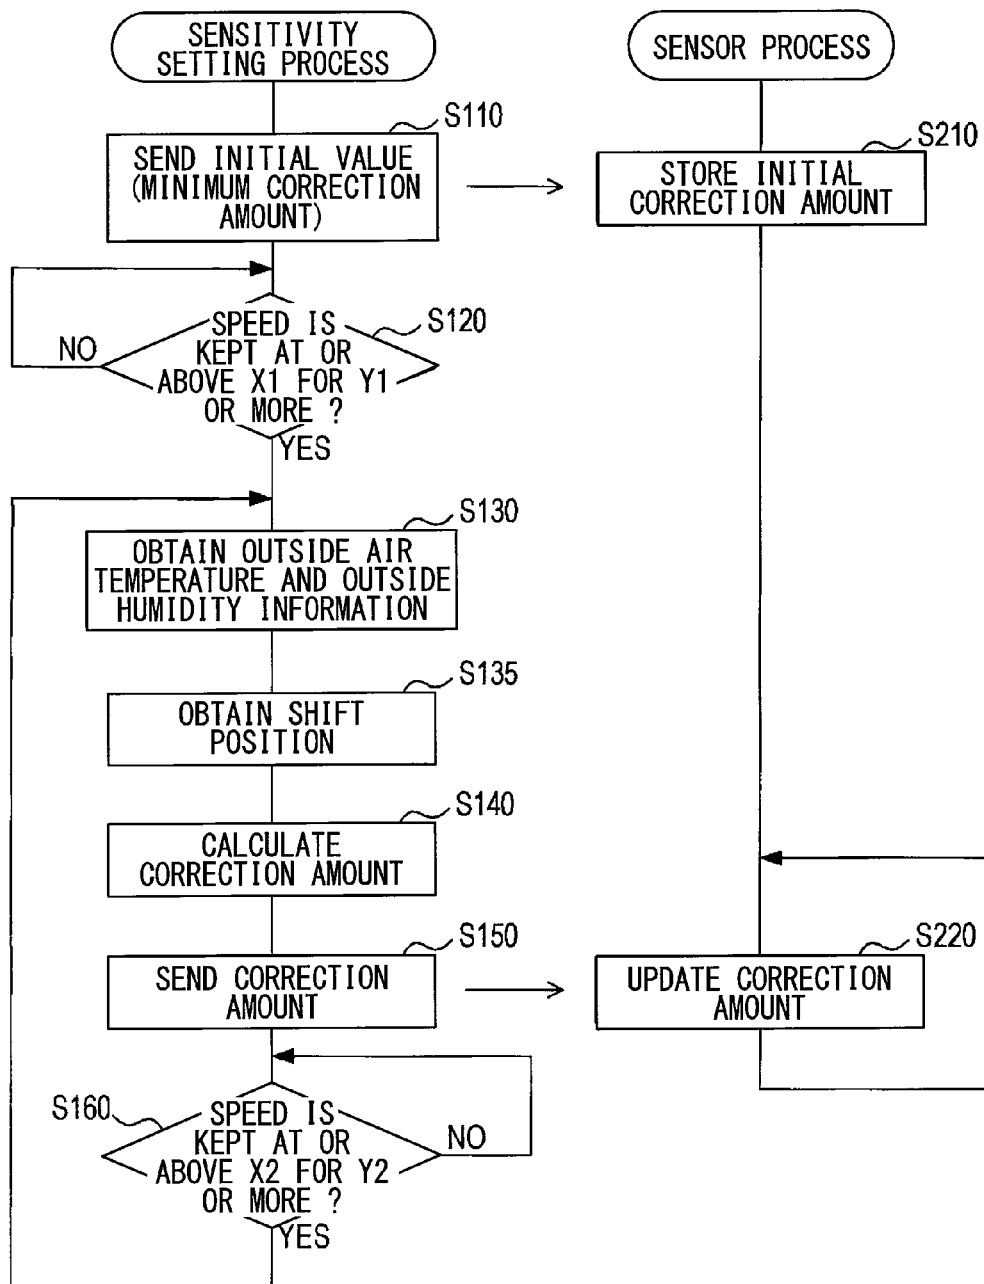 SENSITIVITY
SETTING PROCESS
S110
SEND INITIAL VALUE
(MINIMUM CORRECTION
AMOUNT)
S120
SPEED IS
KEPT AT OR
ABOVE X1 FOR Y1
OR MORE ?
NO
YES
S130
OBTAIN OUTSIDE AIR
TEMPERATURE AND OUTSIDE
HUMIDITY INFORMATION
S135
OBTAIN SHIFT
POSITION
S140
CALCULATE
CORRECTION AMOUNT
S150
SEND CORRECTION
AMOUNT
S160
SPEED IS
KEPT AT OR
ABOVE X2 FOR Y2
OR MORE ?
NO
YES
SENSOR PROCESS
S210
STORE INITIAL
CORRECTION AMOUNT
S220
UPDATE CORRECTION
AMOUNT